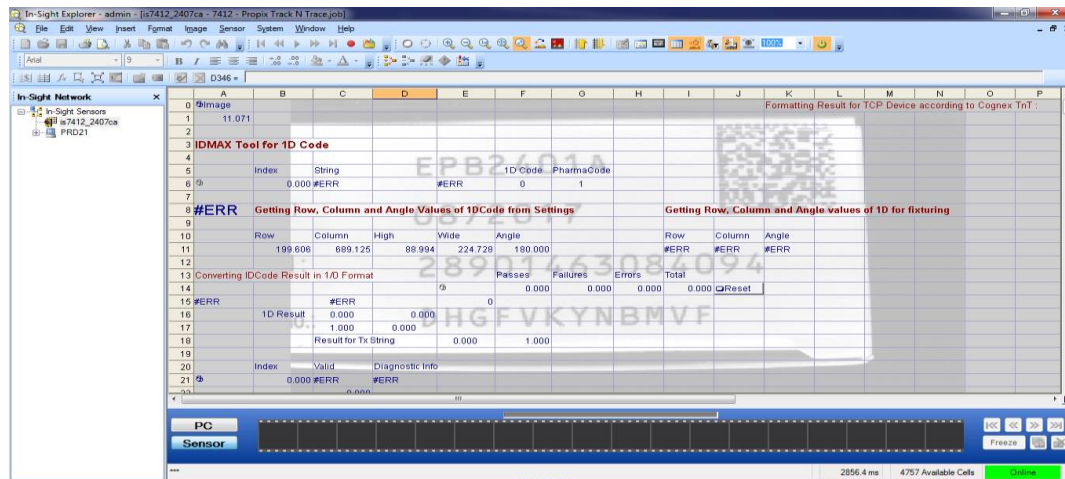 In-Sight Explorer - admin - [is7412_2407ca - 7412 - Propix Track N Trace.job]
File Edit View Insert Format Image Sensor System Window Help
100%
Arial 9
D346 =
In-Sight Network
In-Sight Sensors
is7412_2407ca
PRD21
A B C D E F G H I J K L M N O P
0 Image Formatting Result for TCP Device according to Cognex TnT :
1 11.071
2
3 IDMAX Tool for 1D Code
4
EPB2401A
5 Index String 1D Code PharmaCode
6 0.000 #ERR #ERR 0 1
7
8 #ERR Getting Row, Column and Angle Values of 1DCode from Settings Getting Row, Column and Angle values of 1D for fixturing
08/2017
9
10 Row Column High Wide Angle Row Column Angle
11 199.606 689.125 88.994 224.728 180.000 #ERR #ERR #ERR
12
28901463084094
13 Converting IDCode Result in 1/0 Format Passes Failures Errors Total
14 0.000 0.000 0.000 0.000 Reset
15 #ERR #ERR 0
16 1D Result 0.000 0.000
DHGFVKYNBMVF
17 1.000 0.000
18 Result for Tx String 0.000 1.000
19
20 Index Valid Diagnostic Info
21 0.000 #ERR #ERR
PC
Sensor
Freeze
*** 2856.4 ms 4757 Available Cells Online